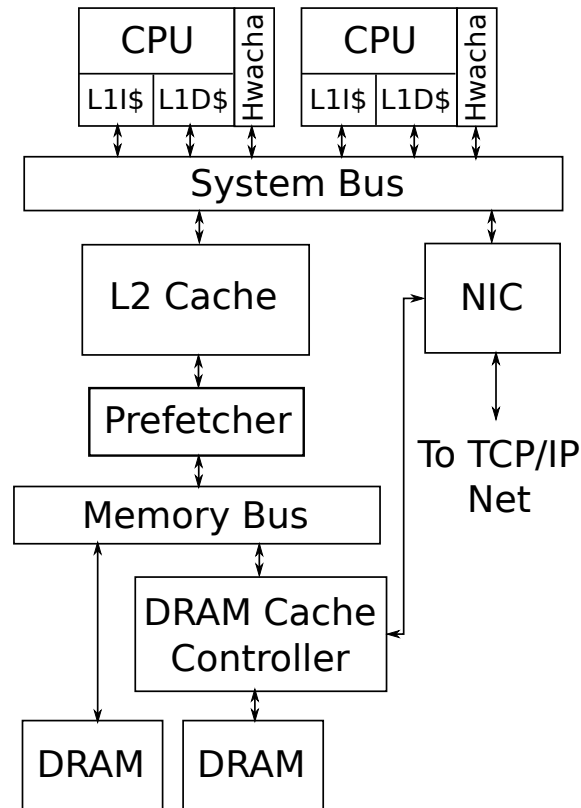 CPU
L1I$
L1D$
Hwacha
CPU
L1I$
L1D$
Hwacha
System Bus
L2 Cache
NIC
Prefetcher
To TCP/IP
Net
Memory Bus
DRAM Cache
Controller
DRAM
DRAM